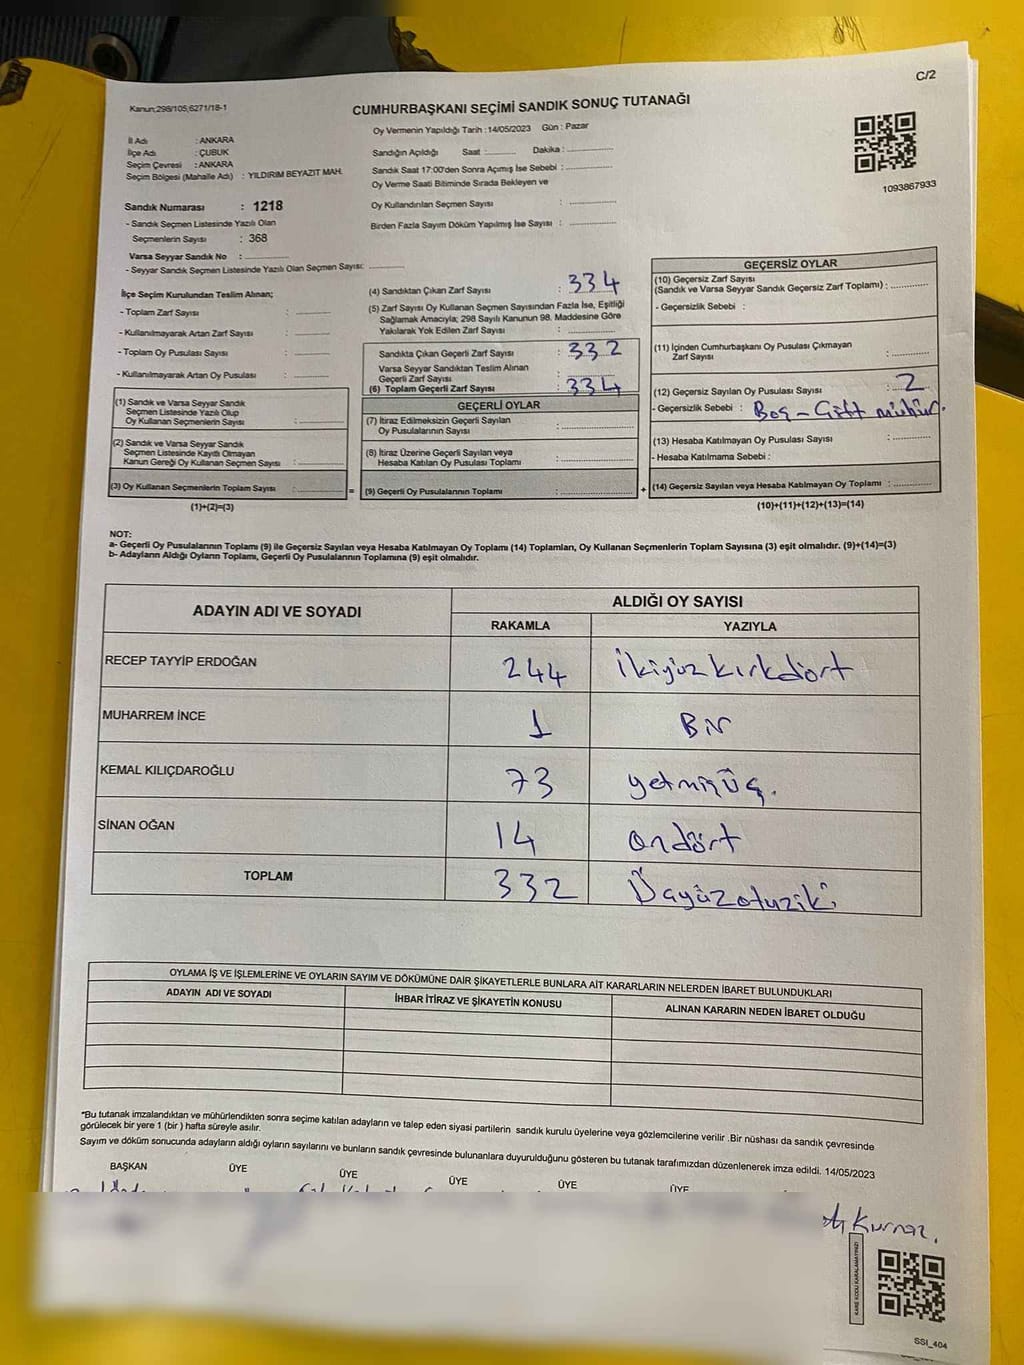 C/2
Kanun;298/105,6271/18-1
CUMHURBAŞKANI SEÇİMİ SANDIK SONUÇ TUTANAĞI
Oy Vermenin Yapıldığı Tarih :14/05/2023 Gün : Pazar
İl Adı : ANKARA
İlçe Adı : ÇUBUK
Seçim Çevresi : ANKARA
Seçim Bölgesi (Mahalle Adı) : YILDIRIM BEYAZIT MAH.
Sandık Numarası : 1218
- Sandık Seçmen Listesinde Yazılı Olan
Seçmenlerin Sayısı : 368
Varsa Seyyar Sandık No : ............
- Seyyar Sandık Seçmen Listesinde Yazılı Olan Seçmen Sayısı: ............
Sandığın Açıldığı Saat :............ Dakika : ............
Sandık Saat 17:00'den Sonra Açımış İse Sebebi : ............
Oy Verme Saati Bitiminde Sırada Bekleyen ve
Oy Kullandırılan Seçmen Sayısı : ............
Birden Fazla Sayım Döküm Yapılmış İse Sayısı : ............
1093867933
İlçe Seçim Kurulundan Teslim Alınan;
- Toplam Zarf Sayısı : ............
- Kullanılmayarak Artan Zarf Sayısı : ............
- Toplam Oy Pusulası Sayısı : ............
- Kullanılmayarak Artan Oy Pusulası : ............
(1) Sandık ve Varsa Seyyar Sandık
Seçmen Listesinde Yazılı Olup
Oy Kullanan Seçmenlerin Sayısı : ............
(2) Sandık ve Varsa Seyyar Sandık
Seçmen Listesinde Kayıtlı Olmayan
Kanun Gereği Oy Kullanan Seçmen Sayısı : ............
(3) Oy Kullanan Seçmenlerin Toplam Sayısı : ............
(1)+(2)=(3)
(4) Sandıktan Çıkan Zarf Sayısı : 334
(5) Zarf Sayısı Oy Kullanan Seçmen Sayısından Fazla İse, Eşitliği
Sağlamak Amacıyla; 298 Sayılı Kanunun 98. Maddesine Göre
Yakılarak Yok Edilen Zarf Sayısı : ............
Sandıkta Çıkan Geçerli Zarf Sayısı : 332
Varsa Seyyar Sandıktan Teslim Alınan
Geçerli Zarf Sayısı : ............
(6) Toplam Geçerli Zarf Sayısı : 334
=
GEÇERLİ OYLAR
(7) İtiraz Edilmeksizin Geçerli Sayılan
Oy Pusulalarının Sayısı : ............
(8) İtiraz Üzerine Geçerli Sayılan veya
Hesaba Katılan Oy Pusulası Toplamı : ............
(9) Geçerli Oy Pusulalarının Toplamı : ............
+
GEÇERSİZ OYLAR
(10) Geçersiz Zarf Sayısı
(Sandık ve Varsa Seyyar Sandık Geçersiz Zarf Toplamı) : ............
- Geçersizlik Sebebi :
(11) İçinden Cumhurbaşkanı Oy Pusulası Çıkmayan
Zarf Sayısı : ............
(12) Geçersiz Sayılan Oy Pusulası Sayısı : 2
- Geçersizlik Sebebi : Boş - Çift mühür.
(13) Hesaba Katılmayan Oy Pusulası Sayısı : ............
- Hesaba Katılmama Sebebi :
(14) Geçersiz Sayılan veya Hesaba Katılmayan Oy Toplamı : ............
(10)+(11)+(12)+(13)=(14)
NOT:
a- Geçerli Oy Pusulalarının Toplamı (9) ile Geçersiz Sayılan veya Hesaba Katılmayan Oy Toplamı (14) Toplamları, Oy Kullanan Seçmenlerin Toplam Sayısına (3) eşit olmalıdır. (9)+(14)=(3)
b- Adayların Aldığı Oyların Toplamı, Geçerli Oy Pusulalarının Toplamına (9) eşit olmalıdır.
ADAYIN ADI VE SOYADI
ALDIĞI OY SAYISI
RAKAMLA YAZIYLA
RECEP TAYYİP ERDOĞAN 244 İkiyüzkırkdört
MUHARREM İNCE 1 Bir
KEMAL KILIÇDAROĞLU 73 yetmişüç.
SİNAN OĞAN 14 ondört
TOPLAM 332 Üçyüzotuziki
OYLAMA İŞ VE İŞLEMLERİNE VE OYLARIN SAYIM VE DÖKÜMÜNE DAİR ŞİKAYETLERLE BUNLARA AİT KARARLARIN NELERDEN İBARET BULUNDUKLARI
ADAYIN ADI VE SOYADI İHBAR İTİRAZ VE ŞİKAYETİN KONUSU ALINAN KARARIN NEDEN İBARET OLDUĞU
*Bu tutanak imzalandıktan ve mühürlendikten sonra seçime katılan adayların ve talep eden siyasi partilerin sandık kurulu üyelerine veya gözlemcilerine verilir .Bir nüshası da sandık çevresinde
görülecek bir yere 1 (bir ) hafta süreyle asılır.
Sayım ve döküm sonucunda adayların aldığı oyların sayılarını ve bunların sandık çevresinde bulunanlara duyurulduğunu gösteren bu tutanak tarafımızdan düzenlenerek imza edildi. 14/05/2023
BAŞKAN ÜYE ÜYE ÜYE ÜYE ÜYE
Kurnaz.
KARE KODU KARALAMAYINIZ!
SSI_404